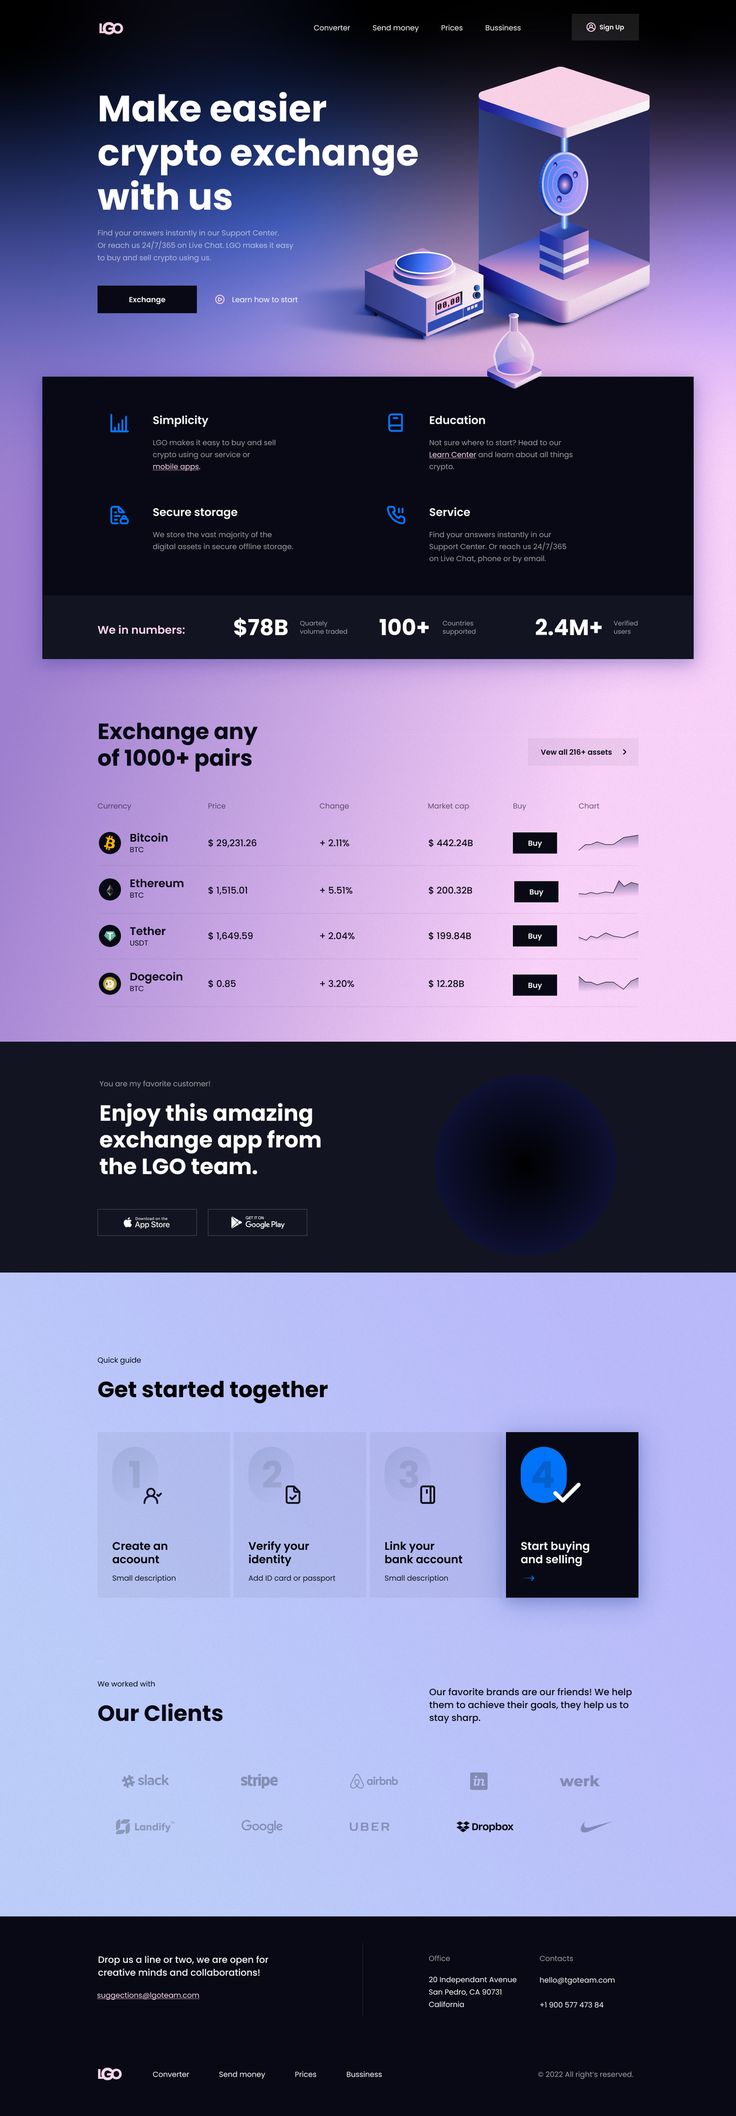 LGO
Converter
Send money
Prices
Bussiness
Sign Up
Make easier
crypto exchange
with us
Find your answers instantly in our Support Center.
Or reach us 24/7/365 on Live Chat. LGO makes it easy
to buy and sell crypto using us.
Exchange
Learn how to start
00,00
Simplicity
LGO makes it easy to buy and sell
crypto using our service or
mobile apps.
Education
Not sure where to start? Head to our
Learn Center and learn about all things
crypto.
Secure storage
We store the vast majority of the
digital assets in secure offline storage.
Service
Find your answers instantly in our
Support Center. Or reach us 24/7/365
on Live Chat, phone or by email.
We in numbers:
$78B
Quartely
volume traded
100+
Countries
supported
2.4M+
Verified
users
Exchange any
of 1000+ pairs
Vew all 216+ assets
Currency
Price
Change
Market cap
Buy
Chart
Bitcoin
BTC
$ 29,231.26
+ 2.11%
$ 442.24B
Buy
Ethereum
BTC
$ 1,515.01
+ 5.51%
$ 200.32B
Buy
Tether
USDT
$ 1,649.59
+ 2.04%
$ 199.84B
Buy
Dogecoin
BTC
$ 0.85
+ 3.20%
$ 12.28B
Buy
You are my favorite customer!
Enjoy this amazing
exchange app from
the LGO team.
Download on the
App Store
GET IT ON
Google Play
Quick guide
Get started together
1
Create an
acoount
Small description
2
Verify your
identity
Add ID card or passport
3
Link your
bank account
Small description
4
Start buying
and selling
We worked with
Our Clients
Our favorite brands are our friends! We help
them to achieve their goals, they help us to
stay sharp.
slack
stripe
airbnb
in
werk
Landify™
Google
UBER
Dropbox
Drop us a line or two, we are open for
creative minds and collaborations!
suggestions@lgoteam.com
Office
20 Independant Avenue
San Pedro, CA 90731
California
Contacts
hello@tgoteam.com
+1 900 577 473 84
LGO
Converter
Send money
Prices
Bussiness
© 2022 All right's reserved.